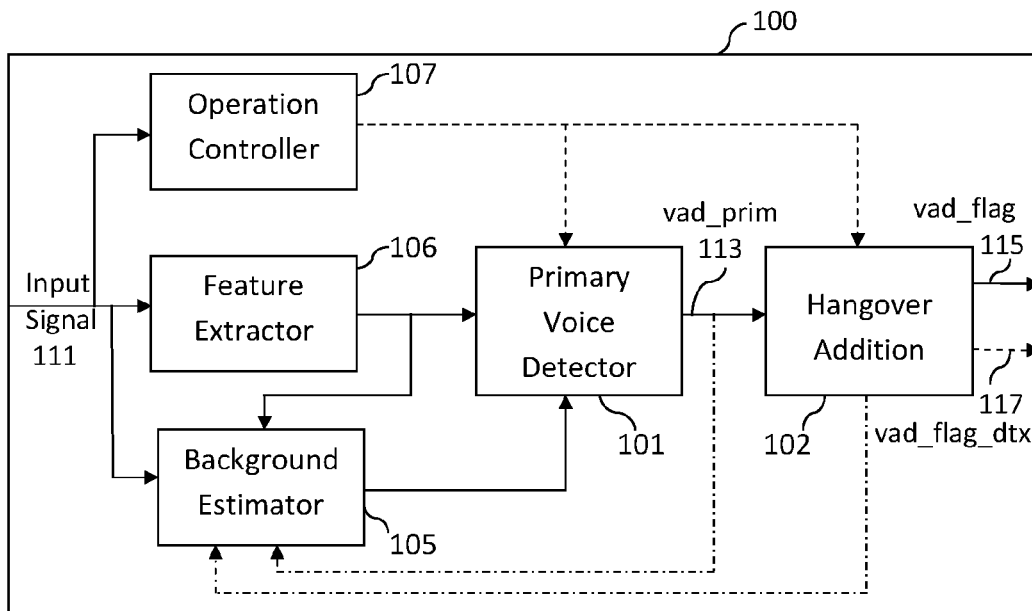 100
107
Operation
Controller
vad_prim
113
vad_flag
115
106
Input
Signal
111
Feature
Extractor
Primary
Voice
Detector
Hangover
Addition
117
vad_flag_dtx
101
102
Background
Estimator
105